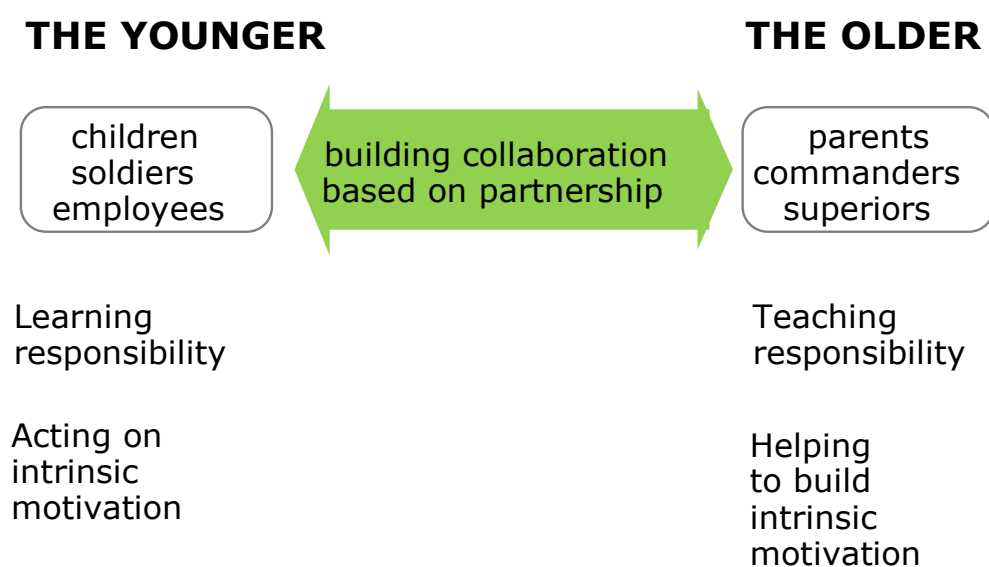 THE YOUNGER
THE OLDER
children
soldiers
employees
building collaboration
based on partnership
parents
commanders
superiors
Learning
responsibility
Teaching
responsibility
Acting on
intrinsic
motivation
Helping
to build
intrinsic
motivation